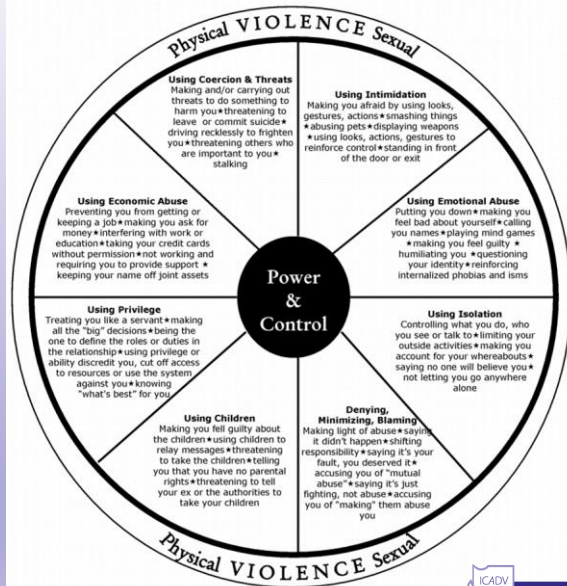 Physical VIOLENCE Sexual
Using Coercion & Threats
Making and/or carrying out
threats to do something to
harm you★threatening to
leave or commit suicide★
driving recklessly to frighten
you★threatening others who
are important to you★
stalking
Using Intimidation
Making you afraid by using looks,
gestures, actions★smashing things
★abusing pets★displaying weapons
★using looks, actions, gestures to
reinforce control★standing in front
of the door or exit
Using Economic Abuse
Preventing you from getting or
keeping a job★making you ask for
money★interfering with work or
education★taking your credit cards
without permission★not working and
requiring you to provide support ★
keeping your name off joint assets
Using Emotional Abuse
Putting you down★making you
feel bad about yourself★calling
you names★playing mind games
★making you feel guilty ★
humiliating you ★questioning
your identity★reinforcing
internalized phobias and isms
Power
&
Control
Using Privilege
Treating you like a servant★making
all the "big" decisions★being the
one to define the roles or duties in
the relationship★using privilege or
ability discredit you, cut off access
to resources or use the system
against you★knowing
"what's best" for you
Using Isolation
Controlling what you do, who
you see or talk to★limiting your
outside activities★making you
account for your whereabouts★
saying no one will believe you★
not letting you go anywhere
alone
Using Children
Making you fell guilty about
the children★using children to
relay messages★threatening
to take the children★telling
you that you have no parental
rights★threatening to tell
your ex or the authorities to
take your children
Denying,
Minimizing, Blaming
Making light of abuse★saying
it didn't happen★shifting
responsibility★saying it's your
fault, you deserved it★
accusing you of "mutual
abuse"★saying it's just
fighting, not abuse★accusing
you of "making" them abuse
you
Physical VIOLENCE Sexual
ICADV